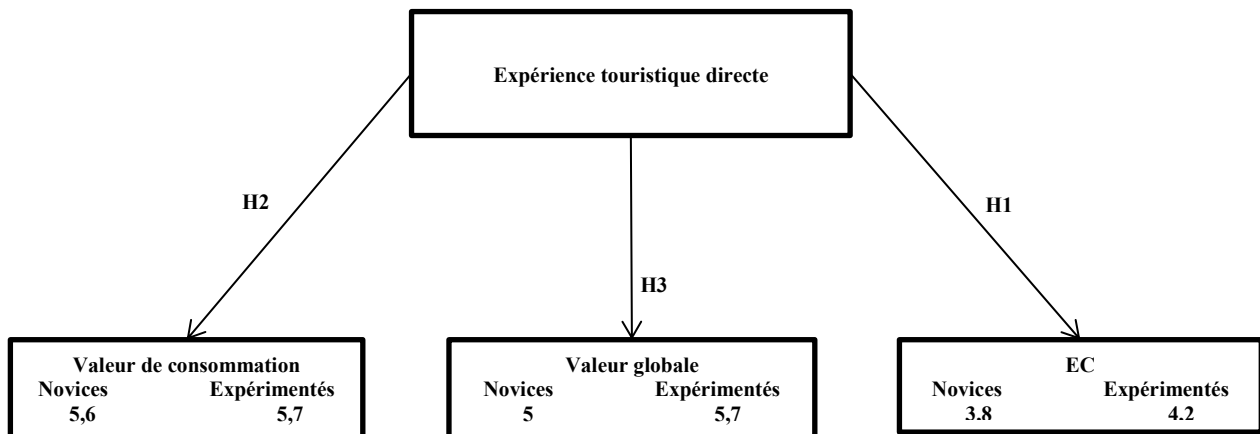 Expérience touristique directe
H2
H1
H3
Valeur de consommation
Novices Expérimentés
5,6 5,7
Valeur globale
Novices Expérimentés
5 5,7
EC
Novices Expérimentés
3.8 4.2